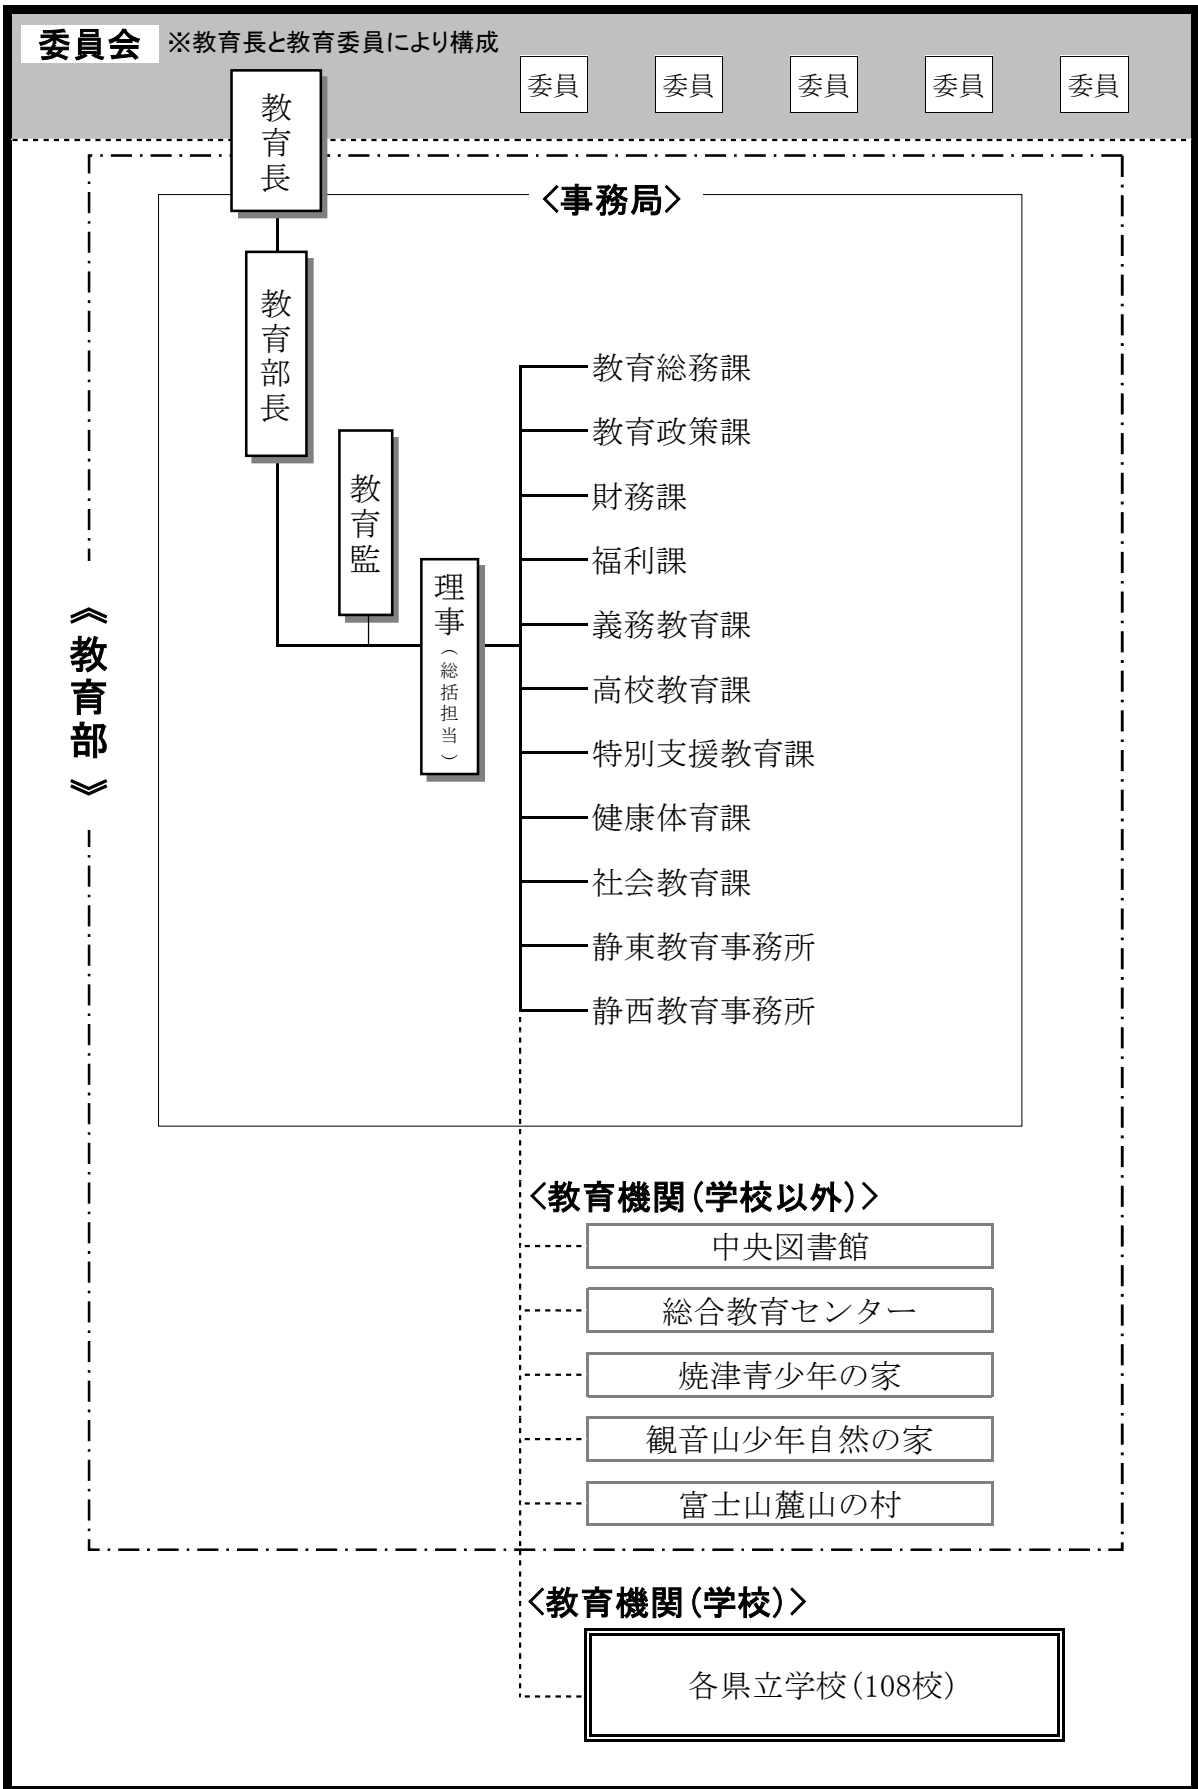 委員会 ※教育長と教育委員により構成
委員 委員 委員 委員 委員
教育長
<事務局>
教育部長
教育監
理事(総括担当)
教育総務課
教育政策課
財務課
福利課
義務教育課
高校教育課
特別支援教育課
健康体育課
社会教育課
静東教育事務所
静西教育事務所
《教育部》
<教育機関(学校以外)>
中央図書館
総合教育センター
焼津青少年の家
観音山少年自然の家
富士山麓山の村
<教育機関(学校)>
各県立学校(108校)